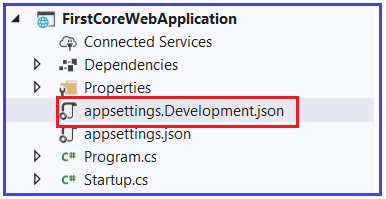 FirstCoreWebApplication
Connected Services
Dependencies
Properties
appsettings.Development.json
appsettings.json
C# Program.cs
C# Startup.cs